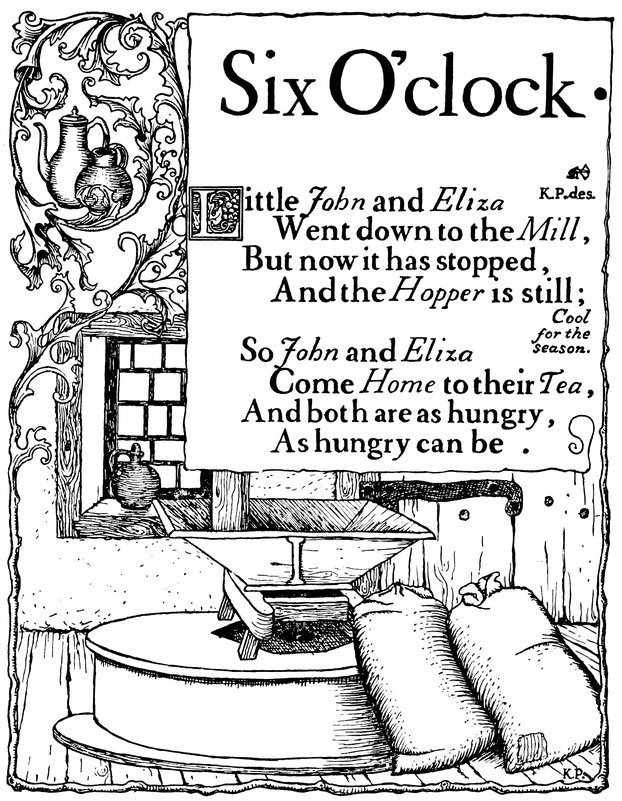 Six O'clock.
K.P. des.
Little John and Eliza
Went down to the Mill,
But now it has stopped,
And the Hopper is still;
Cool
for the
season.
So John and Eliza
Come Home to their Tea,
And both are as hungry,
As hungry can be .
K.P.